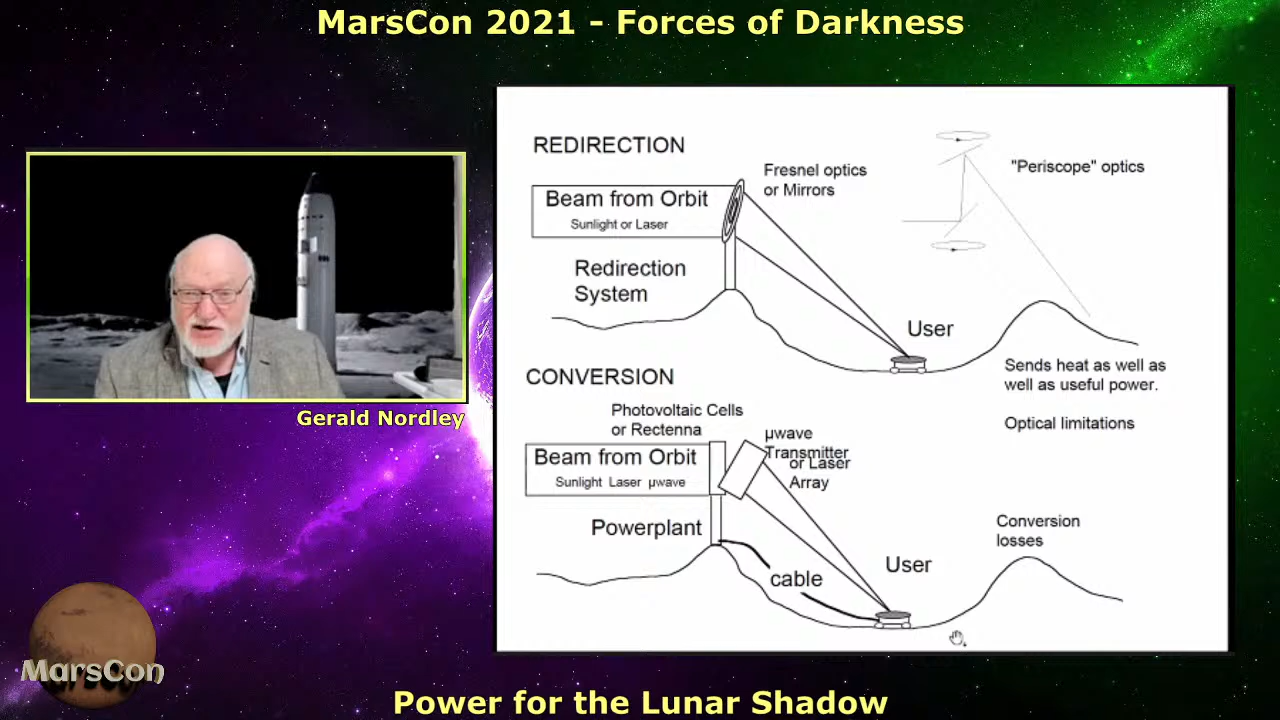 MarsCon 2021 - Forces of Darkness
REDIRECTION
Fresnel optics
or Mirrors
"Periscope" optics
Beam from Orbit
Sunlight or Laser
Redirection
System
User
Sends heat as well as
well as useful power.
Optical limitations
Gerald Nordley
CONVERSION
Photovoltaic Cells
or Rectenna
µwave
Transmitter
or Laser
Array
Beam from Orbit
Sunlight Laser µwave
Powerplant
Conversion
losses
cable
User
MarsCon
Power for the Lunar Shadow